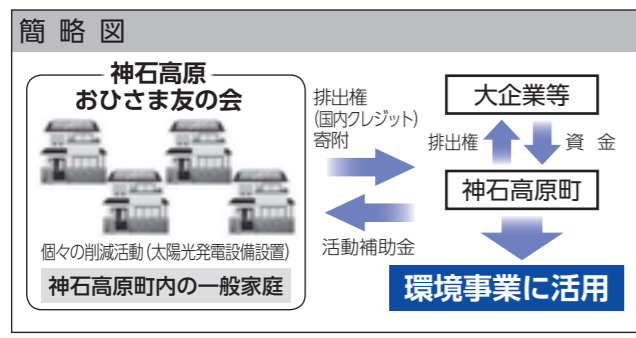 簡略図
神石高原
おひさま友の会
個々の削減活動(太陽光発電設備設置)
神石高原町内の一般家庭
排出権
(国内クレジット)
寄附
活動補助金
大企業等
排出権
資金
神石高原町
環境事業に活用